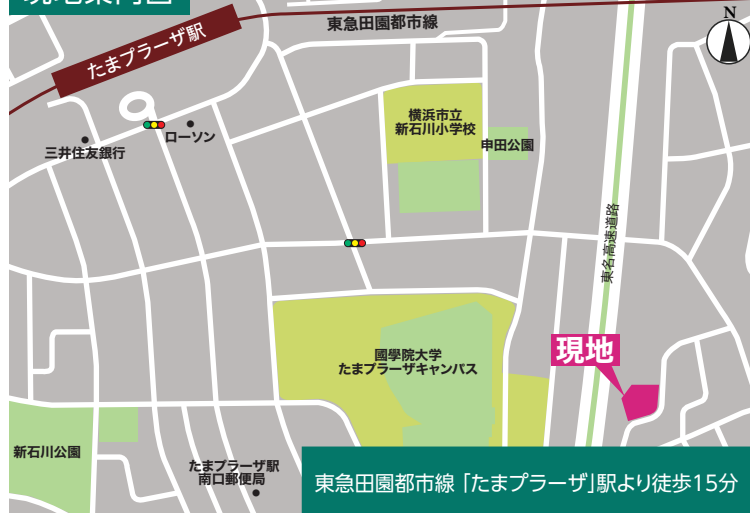 現地案内図
東急田園都市線
N
たまプラーザ駅
横浜市立
新石川小学校
申田公園
ローソン
三井住友銀行
東名高速道路
國學院大学
たまプラーザキャンパス
現地
新石川公園
たまプラーザ駅
南口郵便局
東急田園都市線「たまプラーザ」駅より徒歩15分